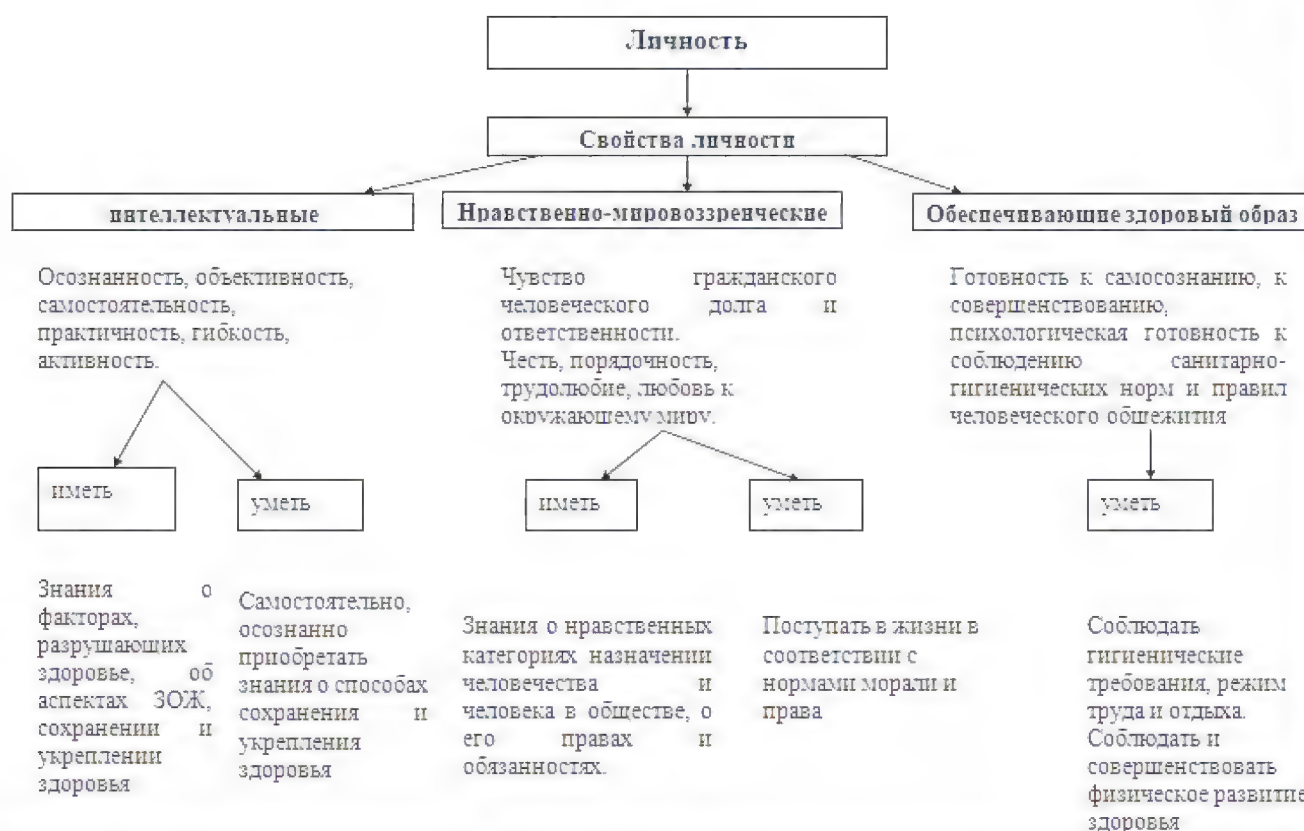 Личность
Свойства личности
интеллектуальные
Нравственно-мировоззренческие
Обеспечивающие здоровый образ
Осознанность, объективность,
самостоятельность,
практичность, гибкость,
активность.
Чувство гражданского
человеческого долга и
ответственности.
Честь, порядочность,
трудолюбие, любовь к
окружающему миру.
Готовность к самосознанию, к
совершенствованию,
психологическая готовность к
соблюдению санитарно-
гигиенических норм и правил
человеческого общежития
иметь
уметь
иметь
уметь
уметь
Знания о
факторах,
разрушающих
здоровье, об
аспектах ЗОЖ,
сохранении и
укреплении
здоровья
Самостоятельно,
осознанно
приобретать
знания о способах
сохранения и
укрепления
здоровья
Знания о нравственных
категориях назначении
человечества и
человека в обществе, о
его правах и
обязанностях.
Поступать в жизни в
соответствии с
нормами морали и
права
Соблюдать
гигиенические
требования, режим
труда и отдыха.
Соблюдать и
совершенствовать
физическое развитие
здоровья